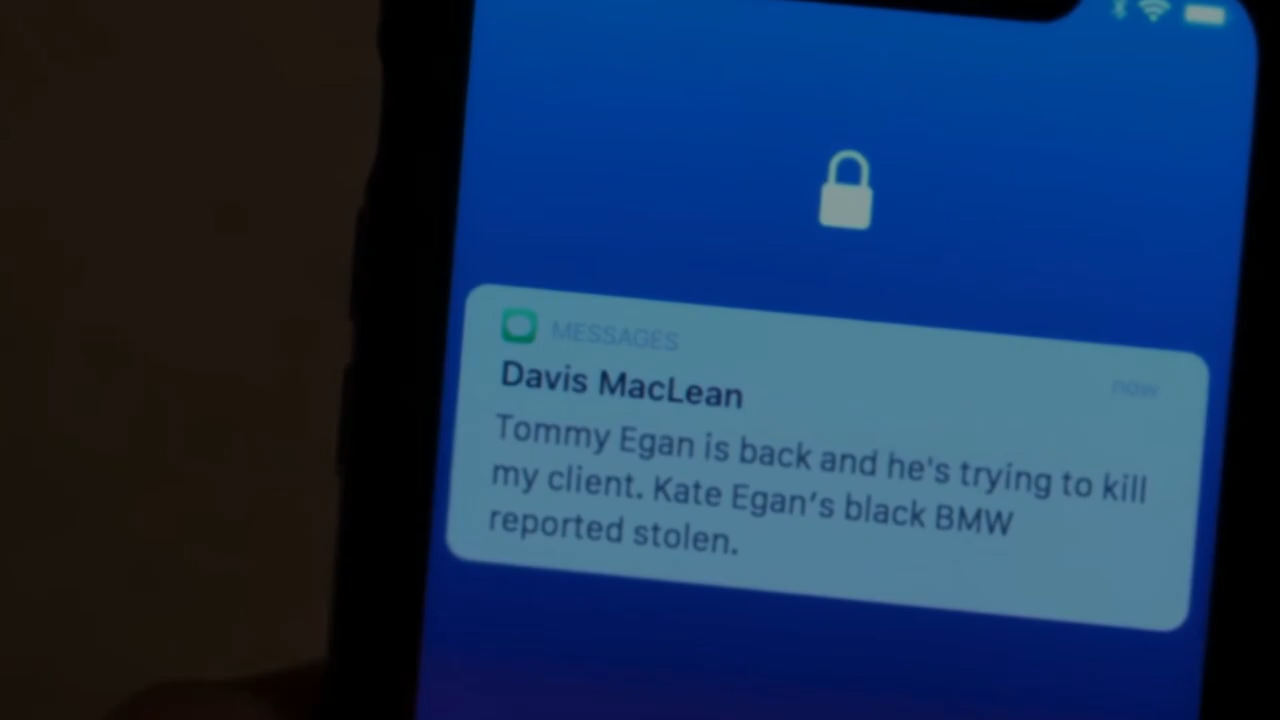 MESSAGES
now
Davis MacLean
Tommy Egan is back and he's trying to kill
my client. Kate Egan’s black BMW
reported stolen.